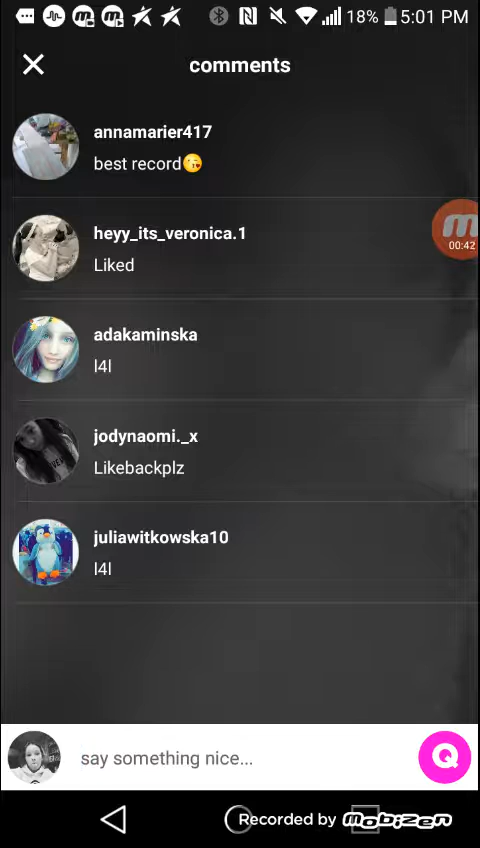 18% 5:01 PM
comments
annamarier417
best record😘
heyy_its_veronica.1
Liked
00:42
adakaminska
l4l
jodynaomi._x
Likebackplz
juliawitkowska10
l4l
say something nice...
Recorded by Mobizen